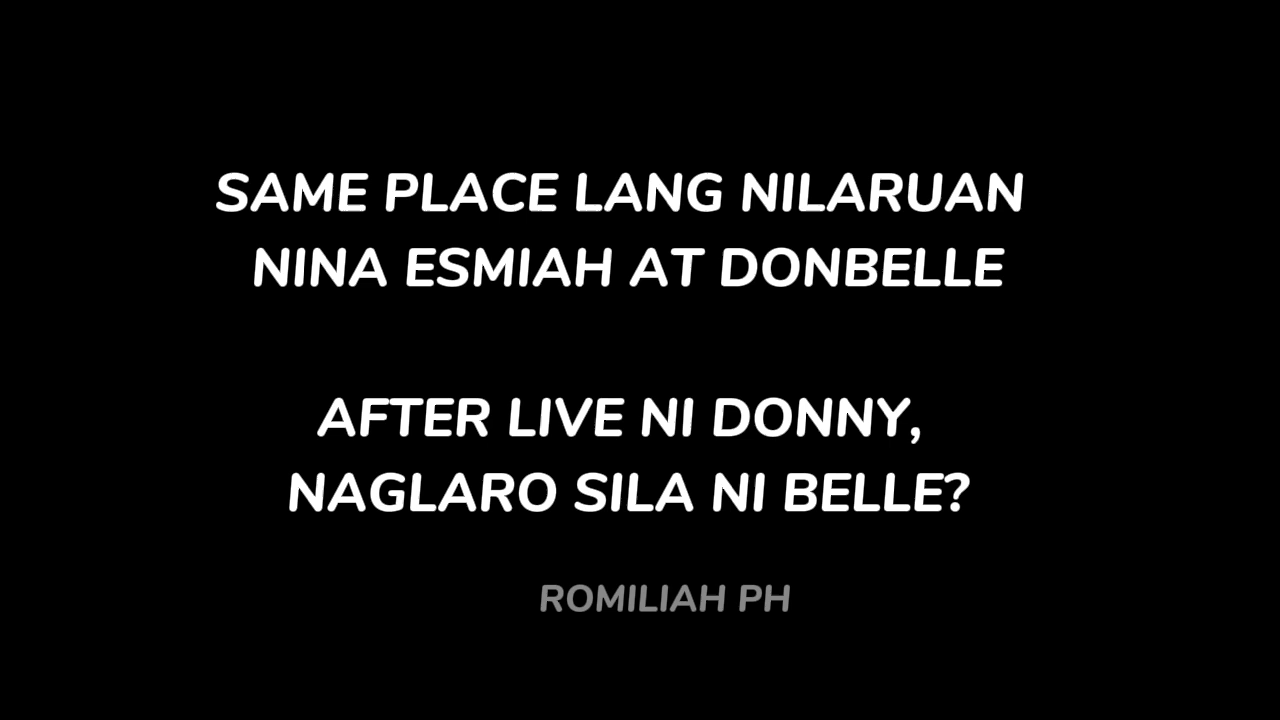 SAME PLACE LANG NILARUAN
NINA ESMIAH AT DONBELLE
AFTER LIVE NI DONNY,
NAGLARO SILA NI BELLE?
ROMILIAH PH